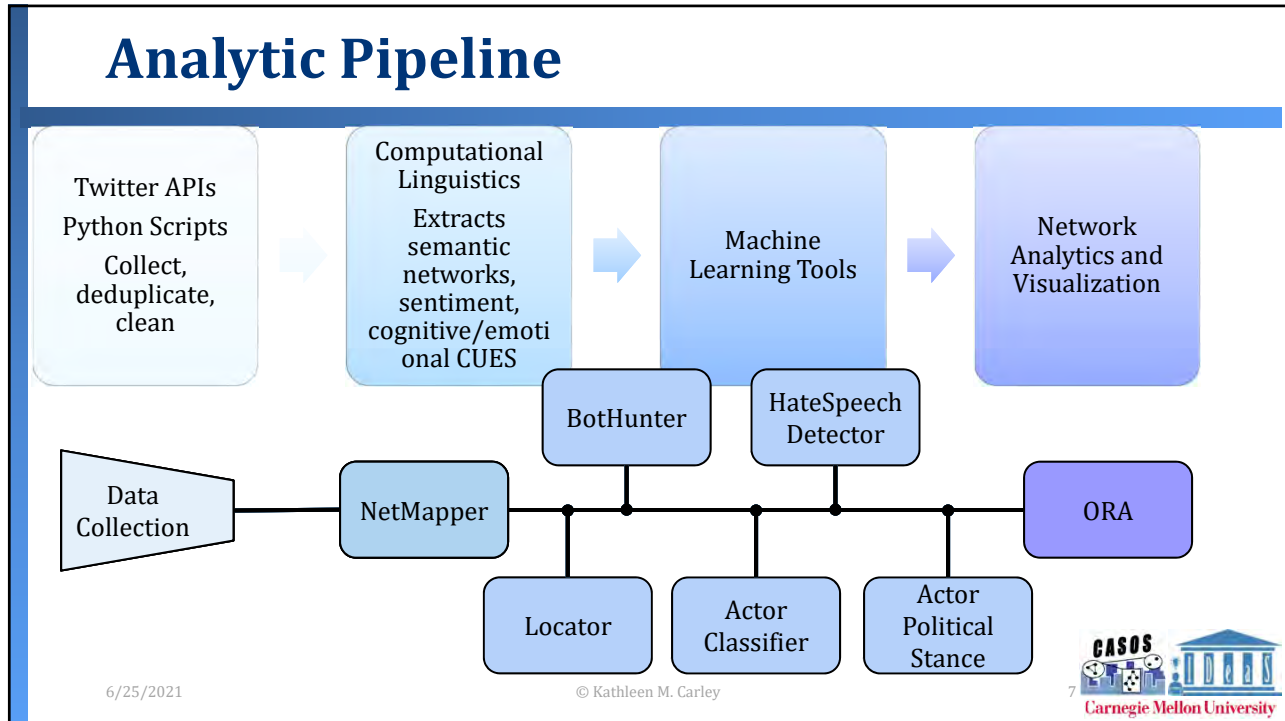 Analytic Pipeline
Twitter APIs
Python Scripts
Collect,
deduplicate,
clean
Computational
Linguistics
Extracts
semantic
networks,
sentiment,
cognitive/emoti
onal CUES
Machine
Learning Tools
Network
Analytics and
Visualization
BotHunter
HateSpeech
Detector
Data
Collection
NetMapper
ORA
Locator
Actor
Classifier
Actor
Political
Stance
6/25/2021
© Kathleen M. Carley
7
CASOS
IDeaS
Carnegie Mellon University